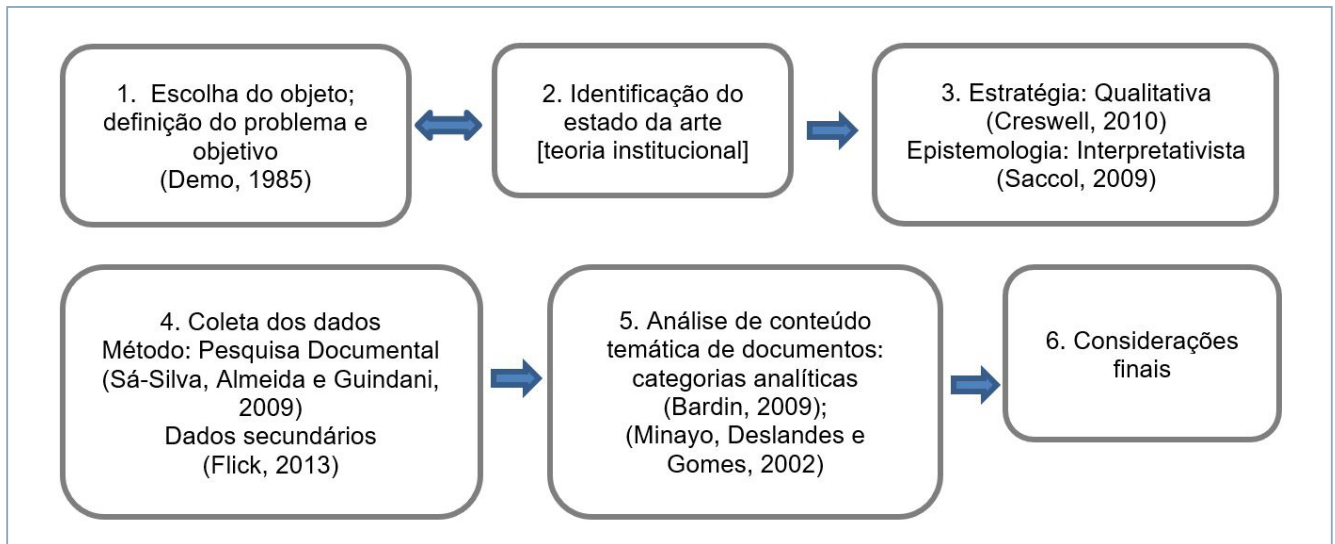 1. Escolha do objeto;
definição do problema e
objetivo
(Demo, 1985)
2. Identificação do
estado da arte
[teoria institucional]
3. Estratégia: Qualitativa
(Creswell, 2010)
Epistemologia: Interpretativista
(Saccol, 2009)
4. Coleta dos dados
Método: Pesquisa Documental
(Sá-Silva, Almeida e Guindani,
2009)
Dados secundários
(Flick, 2013)
5. Análise de conteúdo
temática de documentos:
categorias analíticas
(Bardin, 2009);
(Minayo, Deslandes e
Gomes, 2002)
6. Considerações
finais